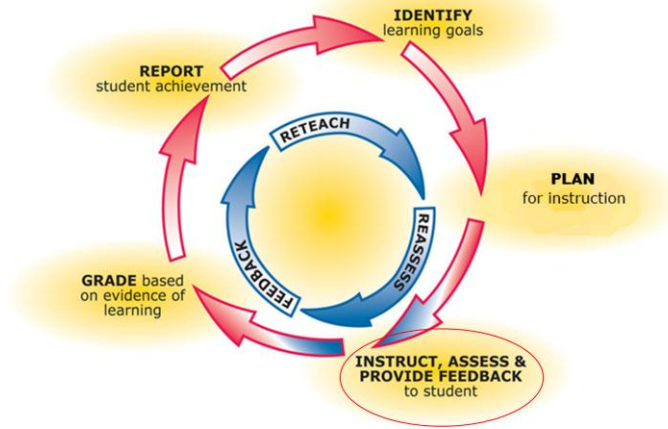 IDENTIFY
learning goals
REPORT
student achievement
RETEACH
PLAN
for instruction
REASSESS
FEEDBACK
GRADE based
on evidence of
learning
INSTRUCT, ASSESS &
PROVIDE FEEDBACK
to student